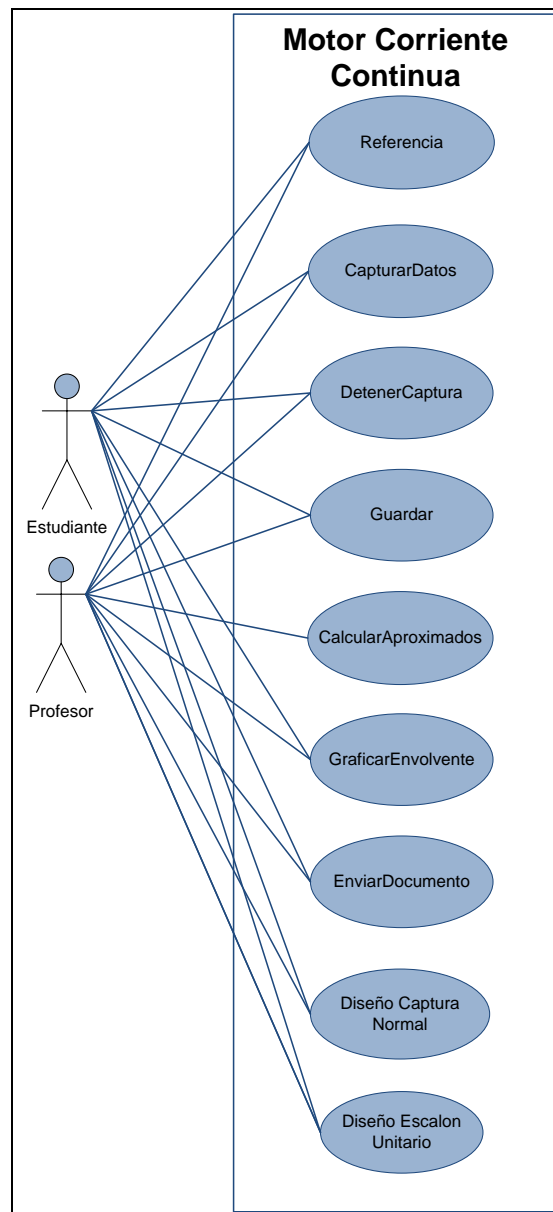 Motor Corriente
Continua
Referencia
CapturarDatos
DetenerCaptura
Estudiante
Guardar
CalcularAproximados
Profesor
GraficarEnvolvente
EnviarDocumento
Diseño Captura
Normal
Diseño Escalon
Unitario